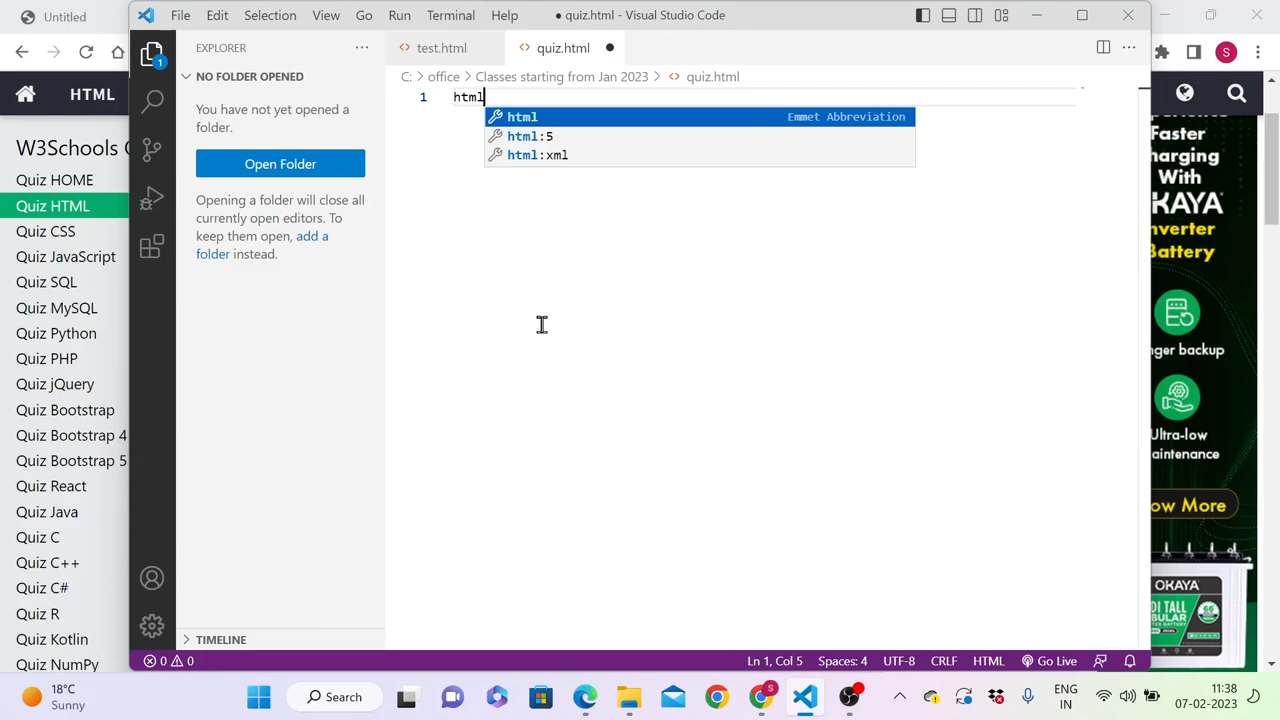 Untitled
File Edit Selection View Go Run Terminal Help
● quiz.html - Visual Studio Code
S
HTML
W3Schools
Quiz HOME
Quiz HTML
Quiz CSS
Quiz JavaScript
Quiz SQL
Quiz MySQL
Quiz Python
Quiz PHP
Quiz jQuery
Quiz Bootstrap
Quiz Bootstrap 4
Quiz Bootstrap 5
Quiz React
Quiz Java
Quiz C
Quiz C++
Quiz C#
Quiz R
Quiz Kotlin
Quiz NumPy
1
EXPLORER
NO FOLDER OPENED
You have not yet opened a
folder.
Open Folder
Opening a folder will close all
currently open editors. To
keep them open, add a
folder instead.
TIMELINE
test.html
quiz.html
C: > office > Classes starting from Jan 2023 > quiz.html
1 html
html Emmet Abbreviation
html:5
html:xml
Faster
harging
With
KAYA
nverter
Battery
nger backup
Ultra-low
aintenance
ow More
OKAYA
DI TALL
BULAR
0 0
Ln 1, Col 5 Spaces: 4 UTF-8 CRLF HTML Go Live
18°C
Sunny
Search
S
ENG
IN
11:38
07-02-2023